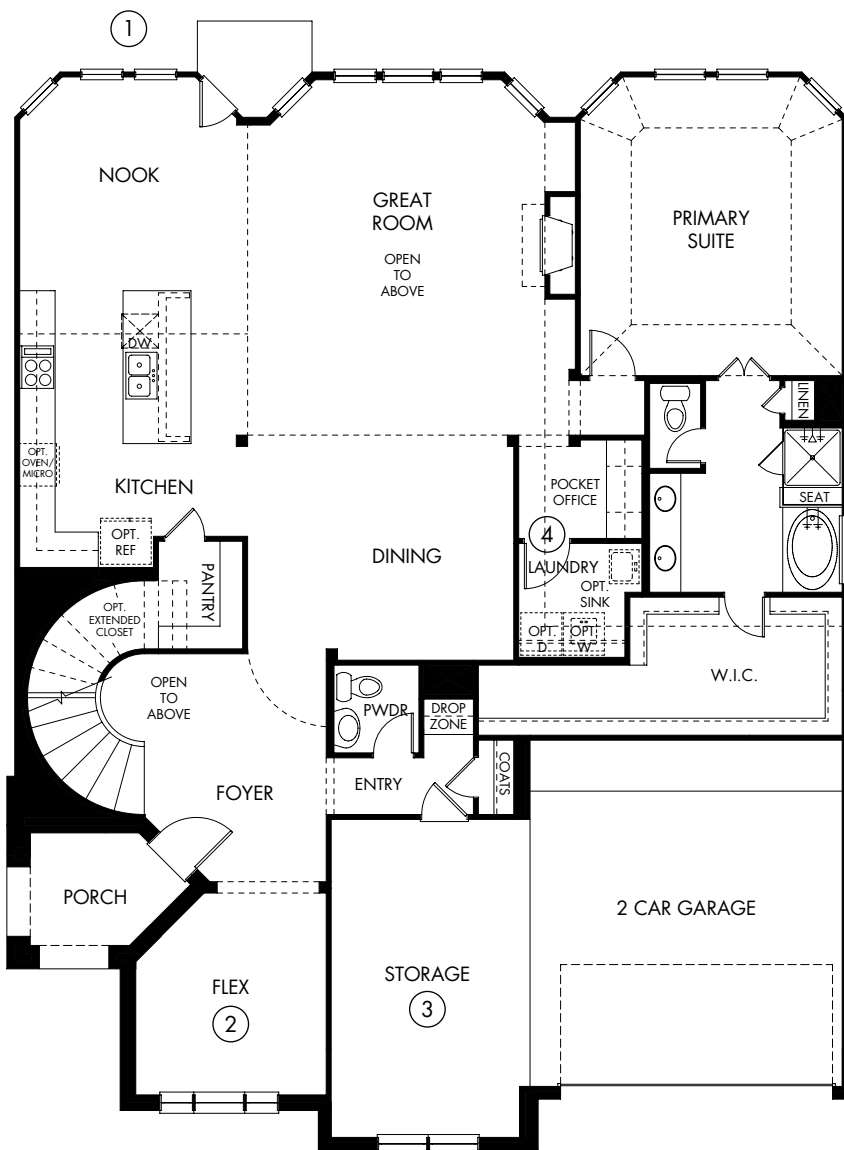 1
NOOK
GREAT
ROOM
OPEN
TO
ABOVE
PRIMARY
SUITE
DW
LINEN
OPT.
OVEN/
MICRO
KITCHEN
OPT.
REF
POCKET
OFFICE
SEAT
4
DINING
LAUNDRY
OPT.
SINK
PANTRY
OPT.
EXTENDED
CLOSET
OPT.
D
OPT
W
OPEN
TO
ABOVE
W.I.C.
PWDR
DROP
ZONE
COATS
ENTRY
FOYER
PORCH
2 CAR GARAGE
FLEX
2
STORAGE
3